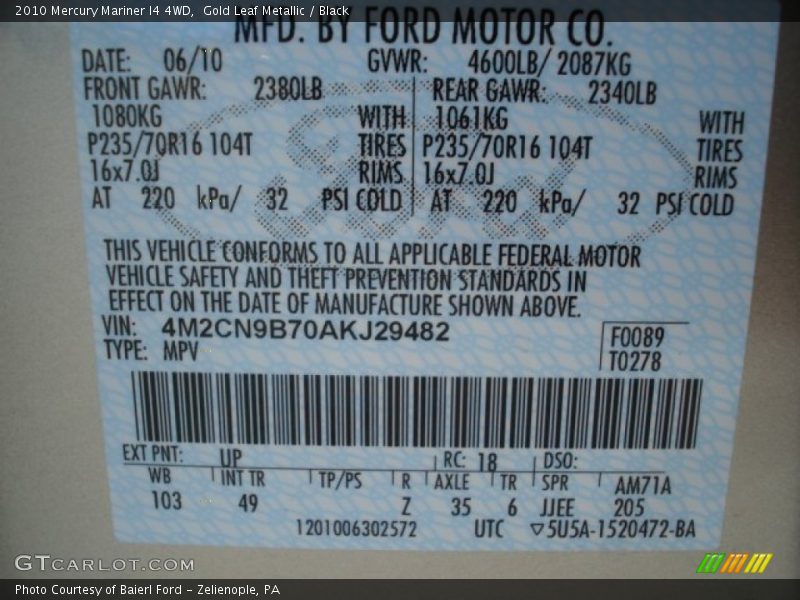 2010 Mercury Mariner I4 4WD,  Gold Leaf Metallic / Black
MFD. BY FORD MOTOR CO.
DATE: 06/10 GVWR: 4600LB/ 2087KG
FRONT GAWR: 2380LB REAR GAWR: 2340LB
1080KG WITH 1061KG WITH
P235/70R16 104T TIRES P235/70R16 104T TIRES
16x7.0J RIMS 16x7.0J RIMS
AT 220 kPa/ 32 PSI COLD AT 220 kPa/ 32 PSI COLD
THIS VEHICLE CONFORMS TO ALL APPLICABLE FEDERAL MOTOR
VEHICLE SAFETY AND THEFT PREVENTION STANDARDS IN
EFFECT ON THE DATE OF MANUFACTURE SHOWN ABOVE.
VIN: 4M2CN9B70AKJ29482 F0089
TYPE: MPV T0278
EXT PNT: UP RC: 18 DSO:
WB INT TR TP/PS R AXLE TR SPR AM71A
103 49 Z 35 6 JJEE 205
1201006302572 UTC ▽5U5A-1520472-BA
GTCARLOT.COM
Photo Courtesy of Baierl Ford - Zelienople, PA